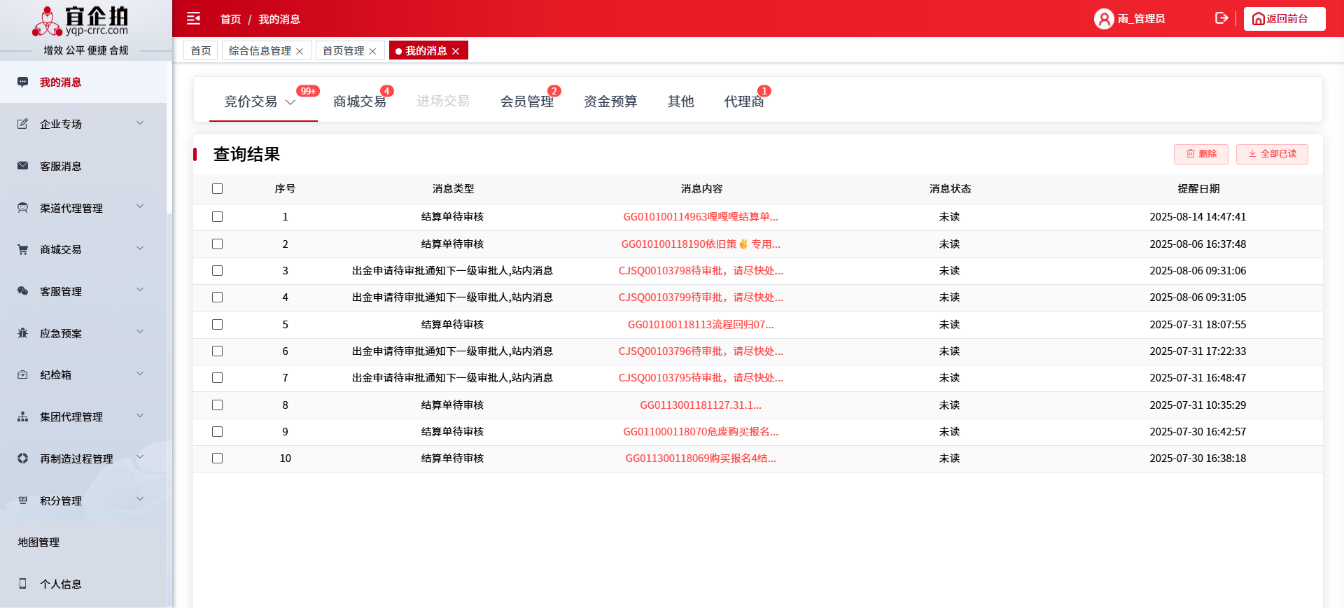 宜企拍
yqp-crrc.com
增效 公平 便捷 合规
首页 / 我的消息
雨_管理员
返回前台
首页 综合信息管理 首页管理 我的消息
我的消息
企业专场
客服消息
渠道代理管理
商城交易
客服管理
应急预案
纪检箱
集团代理管理
再制造过程管理
积分管理
地图管理
个人信息
竞价交易 99+ 商城交易 4 进场交易 会员管理 2 资金预算 其他 代理商 1
查询结果
删除 全部已读
序号 消息类型 消息内容 消息状态 提醒日期
1 结算单待审核 GG010100114963嘎嘎嘎结算单... 未读 2025-08-14 14:47:41
2 结算单待审核 GG010100118190依旧策✌专用... 未读 2025-08-06 16:37:48
3 出金申请待审批通知下一级审批人,站内消息 CJSQ00103798待审批，请尽快处... 未读 2025-08-06 09:31:06
4 出金申请待审批通知下一级审批人,站内消息 CJSQ00103799待审批，请尽快处... 未读 2025-08-06 09:31:05
5 结算单待审核 GG010100118113流程回归07... 未读 2025-07-31 18:07:55
6 出金申请待审批通知下一级审批人,站内消息 CJSQ00103796待审批，请尽快处... 未读 2025-07-31 17:22:33
7 出金申请待审批通知下一级审批人,站内消息 CJSQ00103795待审批，请尽快处... 未读 2025-07-31 16:48:47
8 结算单待审核 GG0113001181127.31.1... 未读 2025-07-31 10:35:29
9 结算单待审核 GG011000118070危废购买报名... 未读 2025-07-30 16:42:57
10 结算单待审核 GG011300118069购买报名4结... 未读 2025-07-30 16:38:18